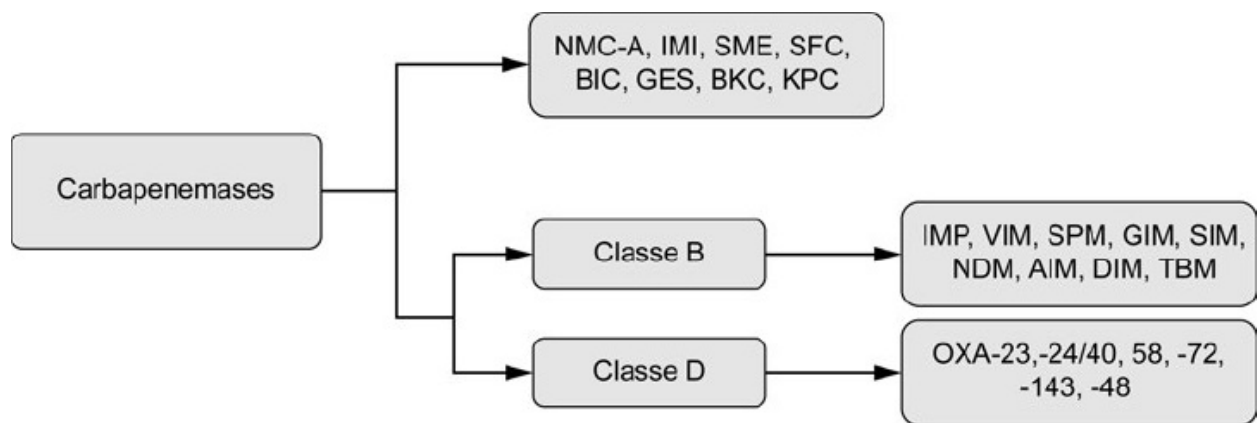 NMC-A, IMI, SME, SFC,
BIC, GES, BKC, KPC
Carbapenemases
Classe B
IMP, VIM, SPM, GIM, SIM,
NDM, AIM, DIM, TBM
Classe D
OXA-23,-24/40, 58, -72,
-143, -48